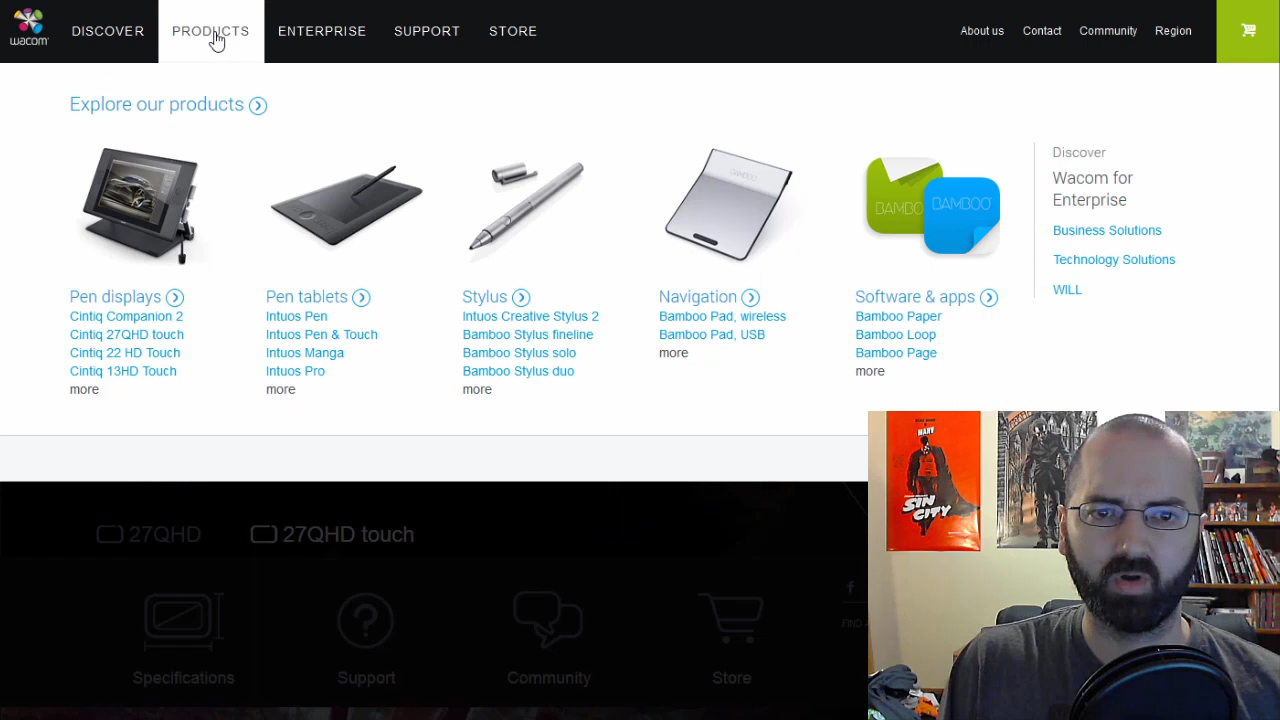 wacom
DISCOVER
PRODUCTS
ENTERPRISE
SUPPORT
STORE
About us
Contact
Community
Region
Explore our products
BAMBOO
BAMBOO
BAMBOO
Pen displays
Cintiq Companion 2
Cintiq 27QHD touch
Cintiq 22 HD Touch
Cintiq 13HD Touch
more
Pen tablets
Intuos Pen
Intuos Pen & Touch
Intuos Manga
Intuos Pro
more
Stylus
Intuos Creative Stylus 2
Bamboo Stylus fineline
Bamboo Stylus solo
Bamboo Stylus duo
more
Navigation
Bamboo Pad, wireless
Bamboo Pad, USB
more
Software & apps
Bamboo Paper
Bamboo Loop
Bamboo Page
more
Discover
Wacom for
Enterprise
Business Solutions
Technology Solutions
WILL
27QHD
27QHD touch
Specifications
Support
Community
Store
MARV
SIN
CITY